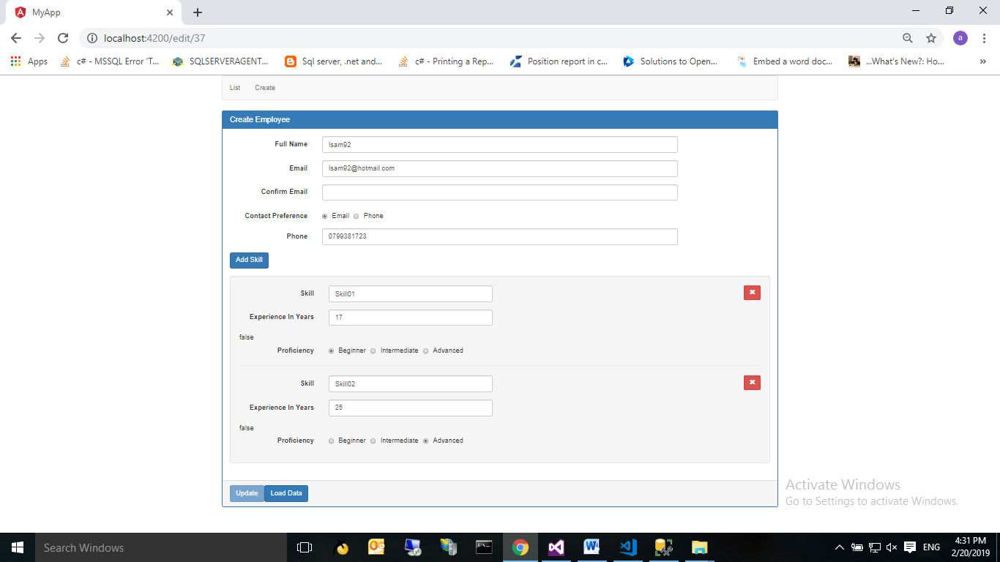 MyApp
localhost:4200/edit/37
a
Apps c# - MSSQL Error 'T... SQLSERVERAGENT... Sql server, .net and... c# - Printing a Rep... Position report in c... Solutions to Open... Embed a word doc... ...What's New?: Ho... »
List Create
Create Employee
Full Name Isam92
Email Isam92@hotmail.com
Confirm Email
Contact Preference Email Phone
Phone 0799381723
Add Skill
Skill Skill01
Experience In Years 17
false
Proficiency Beginner Intermediate Advanced
Skill Skill02
Experience In Years 25
false
Proficiency Beginner Intermediate Advanced
Update Load Data
Activate Windows
Go to Settings to activate Windows.
Search Windows
ENG
4:31 PM
2/20/2019